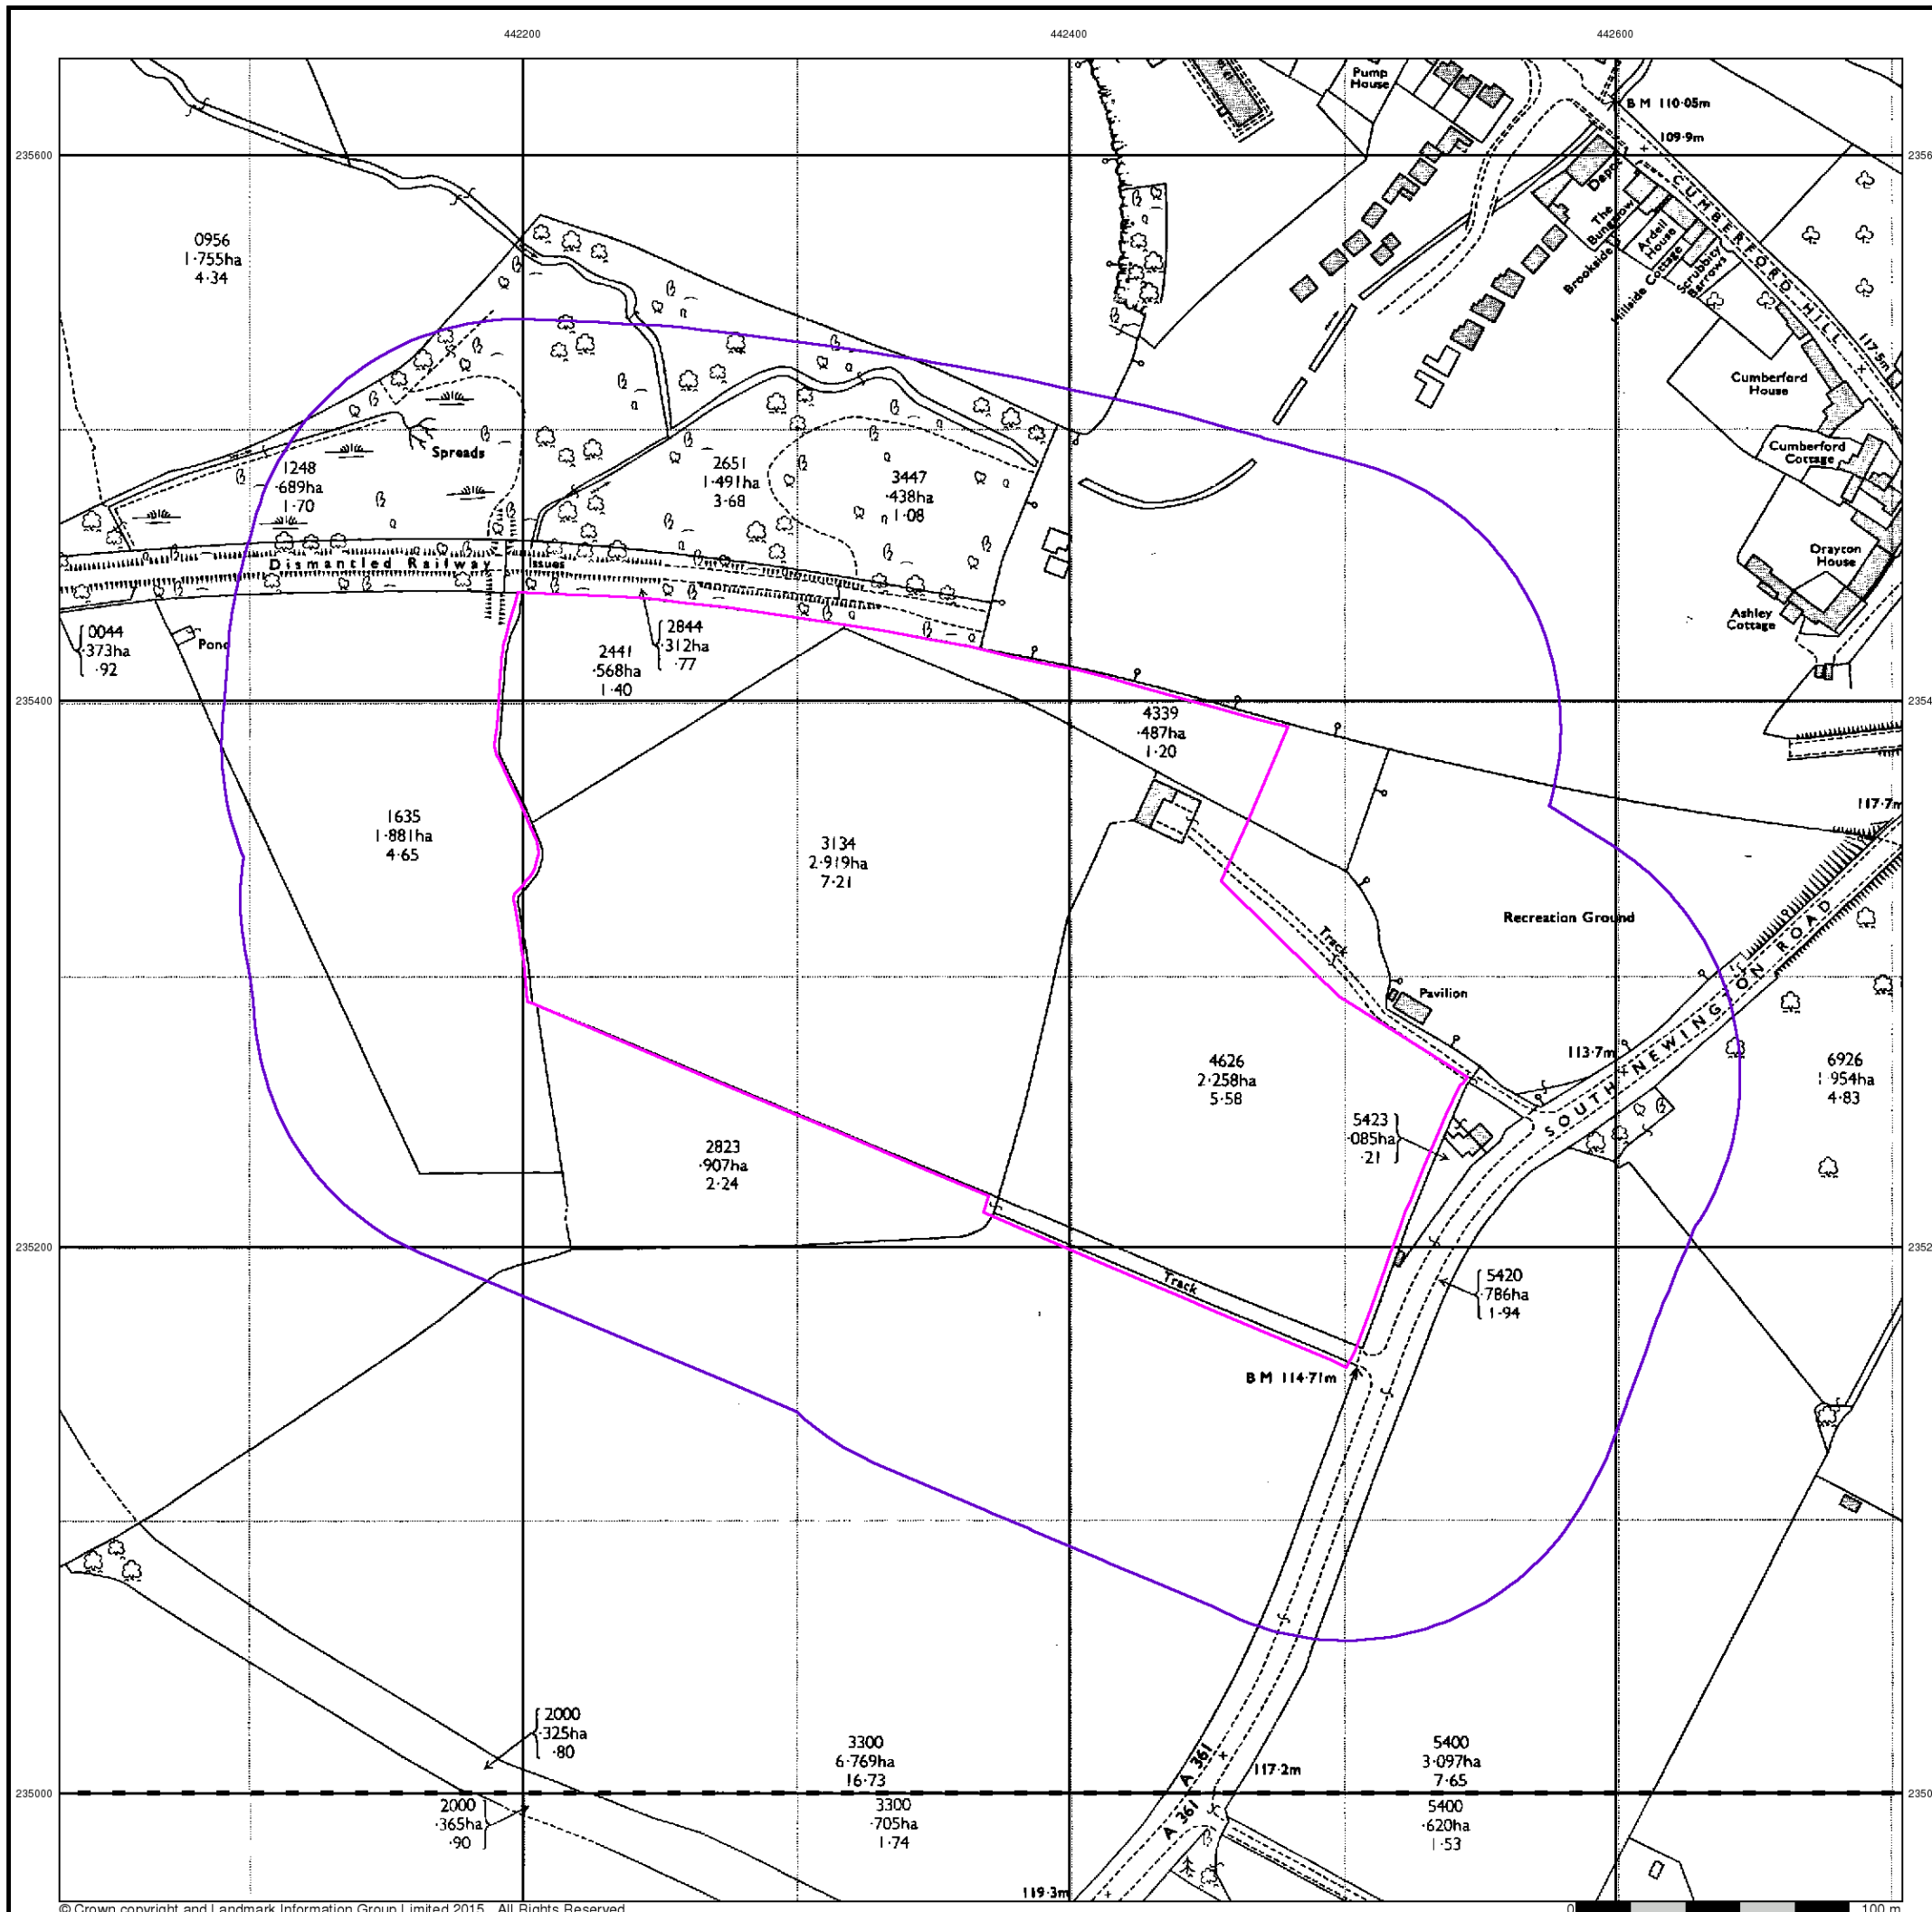 442200
442400
442600
235600
2356
Pump
House
B M 110·05m
109·9m
CUMBERFORD HILL
Depot
The
Bungalow
Brookside
Arden
House
Hillside Cottage
Scrubbity
Barrows
117·5m
0956
1·755ha
4·34
Cumberford
House
Cumberford
Cottage
Spreads
1248
·689ha
1·70
2651
1·491ha
3·68
3447
·438ha
1·08
Drayton
House
Dismantled Railway
Issues
Ashley
Cottage
0044
·373ha
·92
Pond
2441
·568ha
1·40
2844
·312ha
·77
235400
2354
4339
·487ha
1·20
117·7m
1635
1·881ha
4·65
3134
2·919ha
7·21
Recreation Ground
Track
Pavilion
SOUTH NEWINGTON ROAD
113·7m
4626
2·258ha
5·58
6926
1·954ha
4·83
5423
·085ha
·21
2823
·907ha
2·24
235200
2352
Track
5420
·786ha
1·94
B M 114·71m
2000
·325ha
·80
3300
6·769ha
16·73
A 361
117·2m
5400
3·097ha
7·65
235000
2350
2000
·365ha
·90
3300
·705ha
1·74
A 361
5400
·620ha
1·53
119·3m
© Crown copyright and Landmark Information Group Limited 2015. All Rights Reserved.
0
100 m